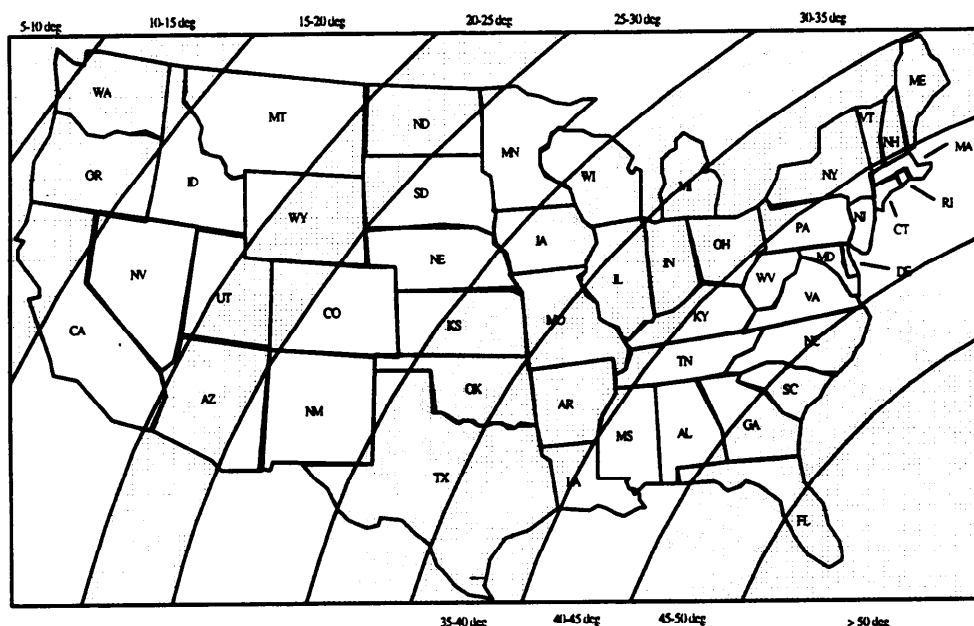 5-10 deg 10-15 deg 15-20 deg 20-25 deg 25-30 deg 30-35 deg
ME
WA
MT
ND
VT
NH
MA
MN
OR
ID
SD
WI
MI
NY
RI
WY
IA
PA
NJ
CT
NV
NE
OH
UT
IL
IN
WV
MD
DE
CA
CO
KS
MO
KY
VA
TN
NC
AZ
NM
OK
AR
SC
MS
AL
GA
TX
LA
FL
35-40 deg 40-45 deg 45-50 deg > 50 deg